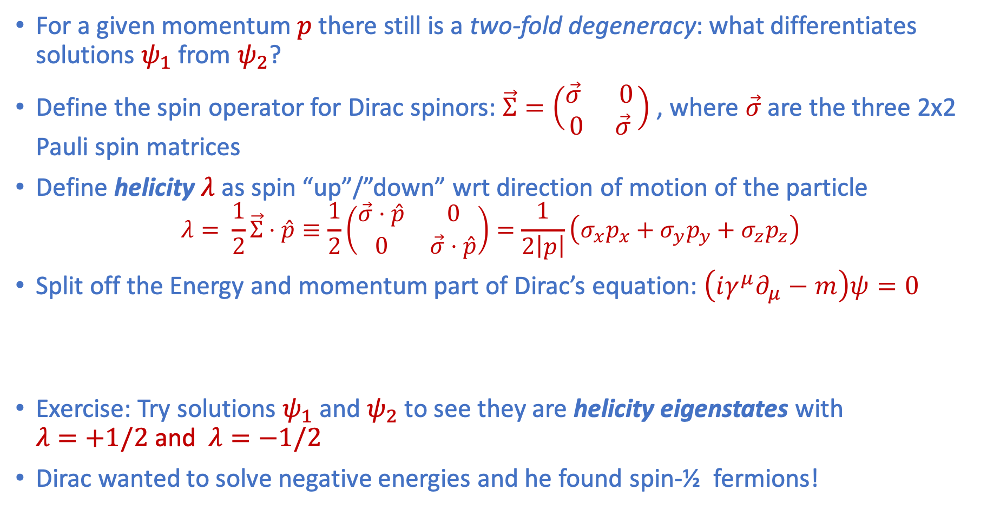 • For a given momentum p there still is a two-fold degeneracy: what differentiates
solutions ψ₁ from ψ₂?
• Define the spin operator for Dirac spinors: Σ⃗ = (σ⃗ 0 0 σ⃗) , where σ⃗ are the three 2x2
Pauli spin matrices
• Define helicity λ as spin “up”/”down” wrt direction of motion of the particle
λ = 1/2 Σ⃗ · p̂ ≡ 1/2 (σ⃗ · p̂ 0 0 σ⃗ · p̂) = 1/2|p| (σₓpₓ + σᵧpᵧ + σ_z p_z)
• Split off the Energy and momentum part of Dirac’s equation: (iγ^μ ∂_μ − m)ψ = 0
• Exercise: Try solutions ψ₁ and ψ₂ to see they are helicity eigenstates with
λ = +1/2 and λ = −1/2
• Dirac wanted to solve negative energies and he found spin-½ fermions!